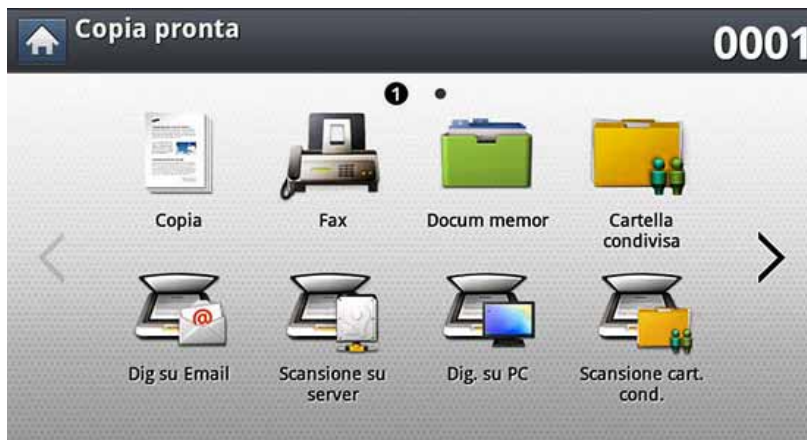 Copia pronta
0001
1
Copia
Fax
Docum memor
Cartella
condivisa
Dig su Email
Scansione su
server
Dig. su PC
Scansione cart.
cond.